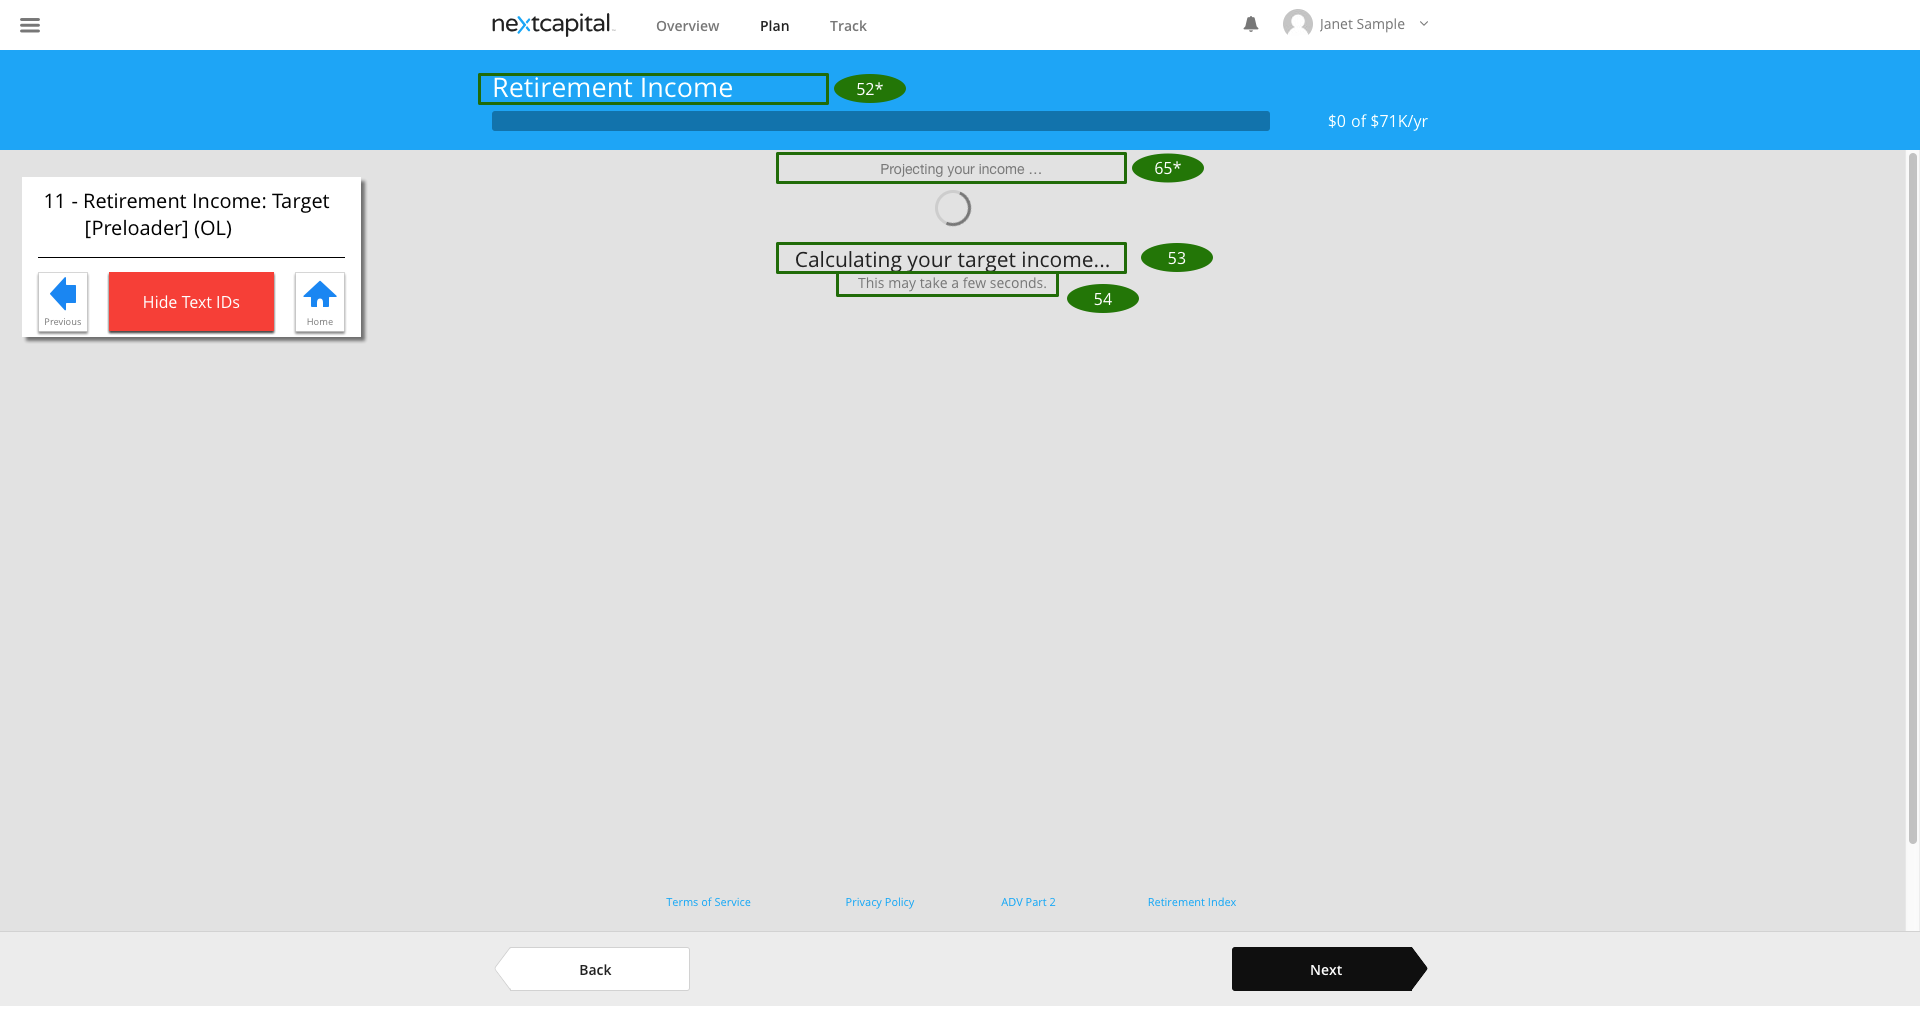 nextcapital
Overview
Plan
Track
Janet Sample
Retirement Income
52*
$0 of $71K/yr
Projecting your income ...
65*
11 - Retirement Income: Target
[Preloader] (OL)
Calculating your target income...
53
This may take a few seconds.
54
Previous
Hide Text IDs
Home
Terms of Service
Privacy Policy
ADV Part 2
Retirement Index
Back
Next